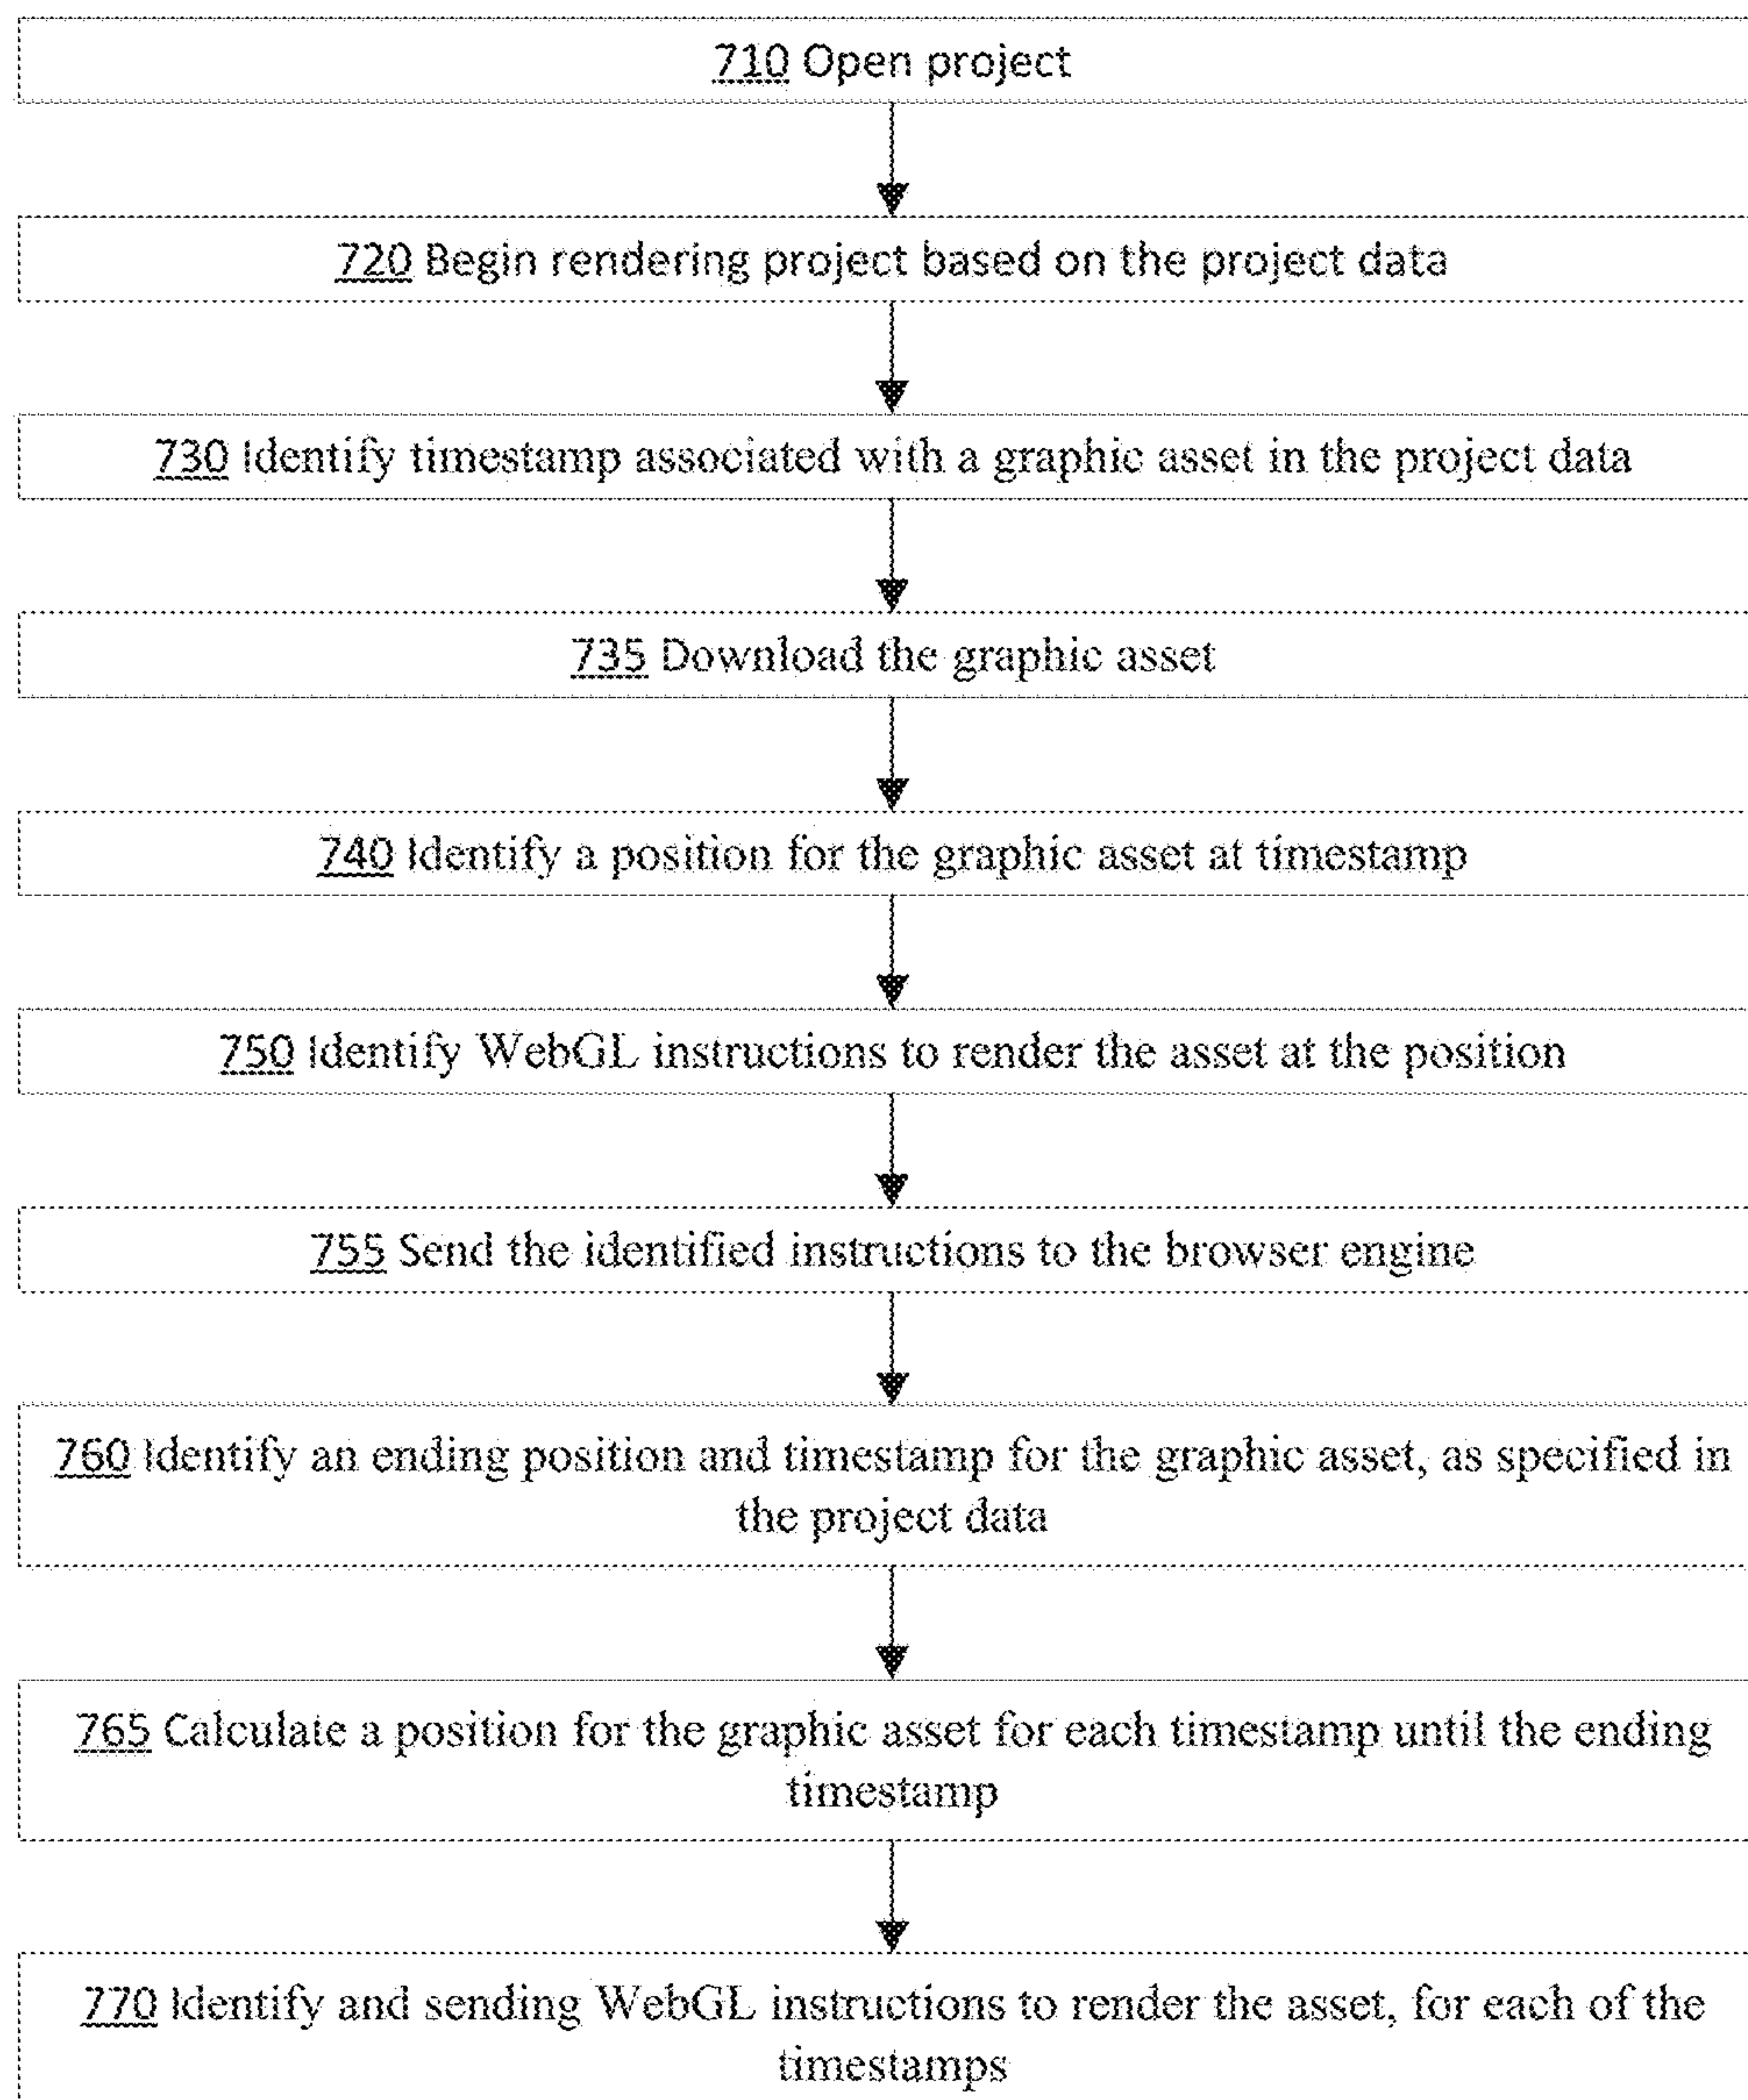 710 Open project
720 Begin rendering project based on the project data
730 Identify timestamp associated with a graphic asset in the project data
735 Download the graphic asset
740 Identify a position for the graphic asset at timestamp
750 Identify WebGL instructions to render the asset at the position
755 Send the identified instructions to the browser engine
760 Identify an ending position and timestamp for the graphic asset, as specified in
the project data
765 Calculate a position for the graphic asset for each timestamp until the ending
timestamp
770 Identify and sending WebGL instructions to render the asset, for each of the
timestamps